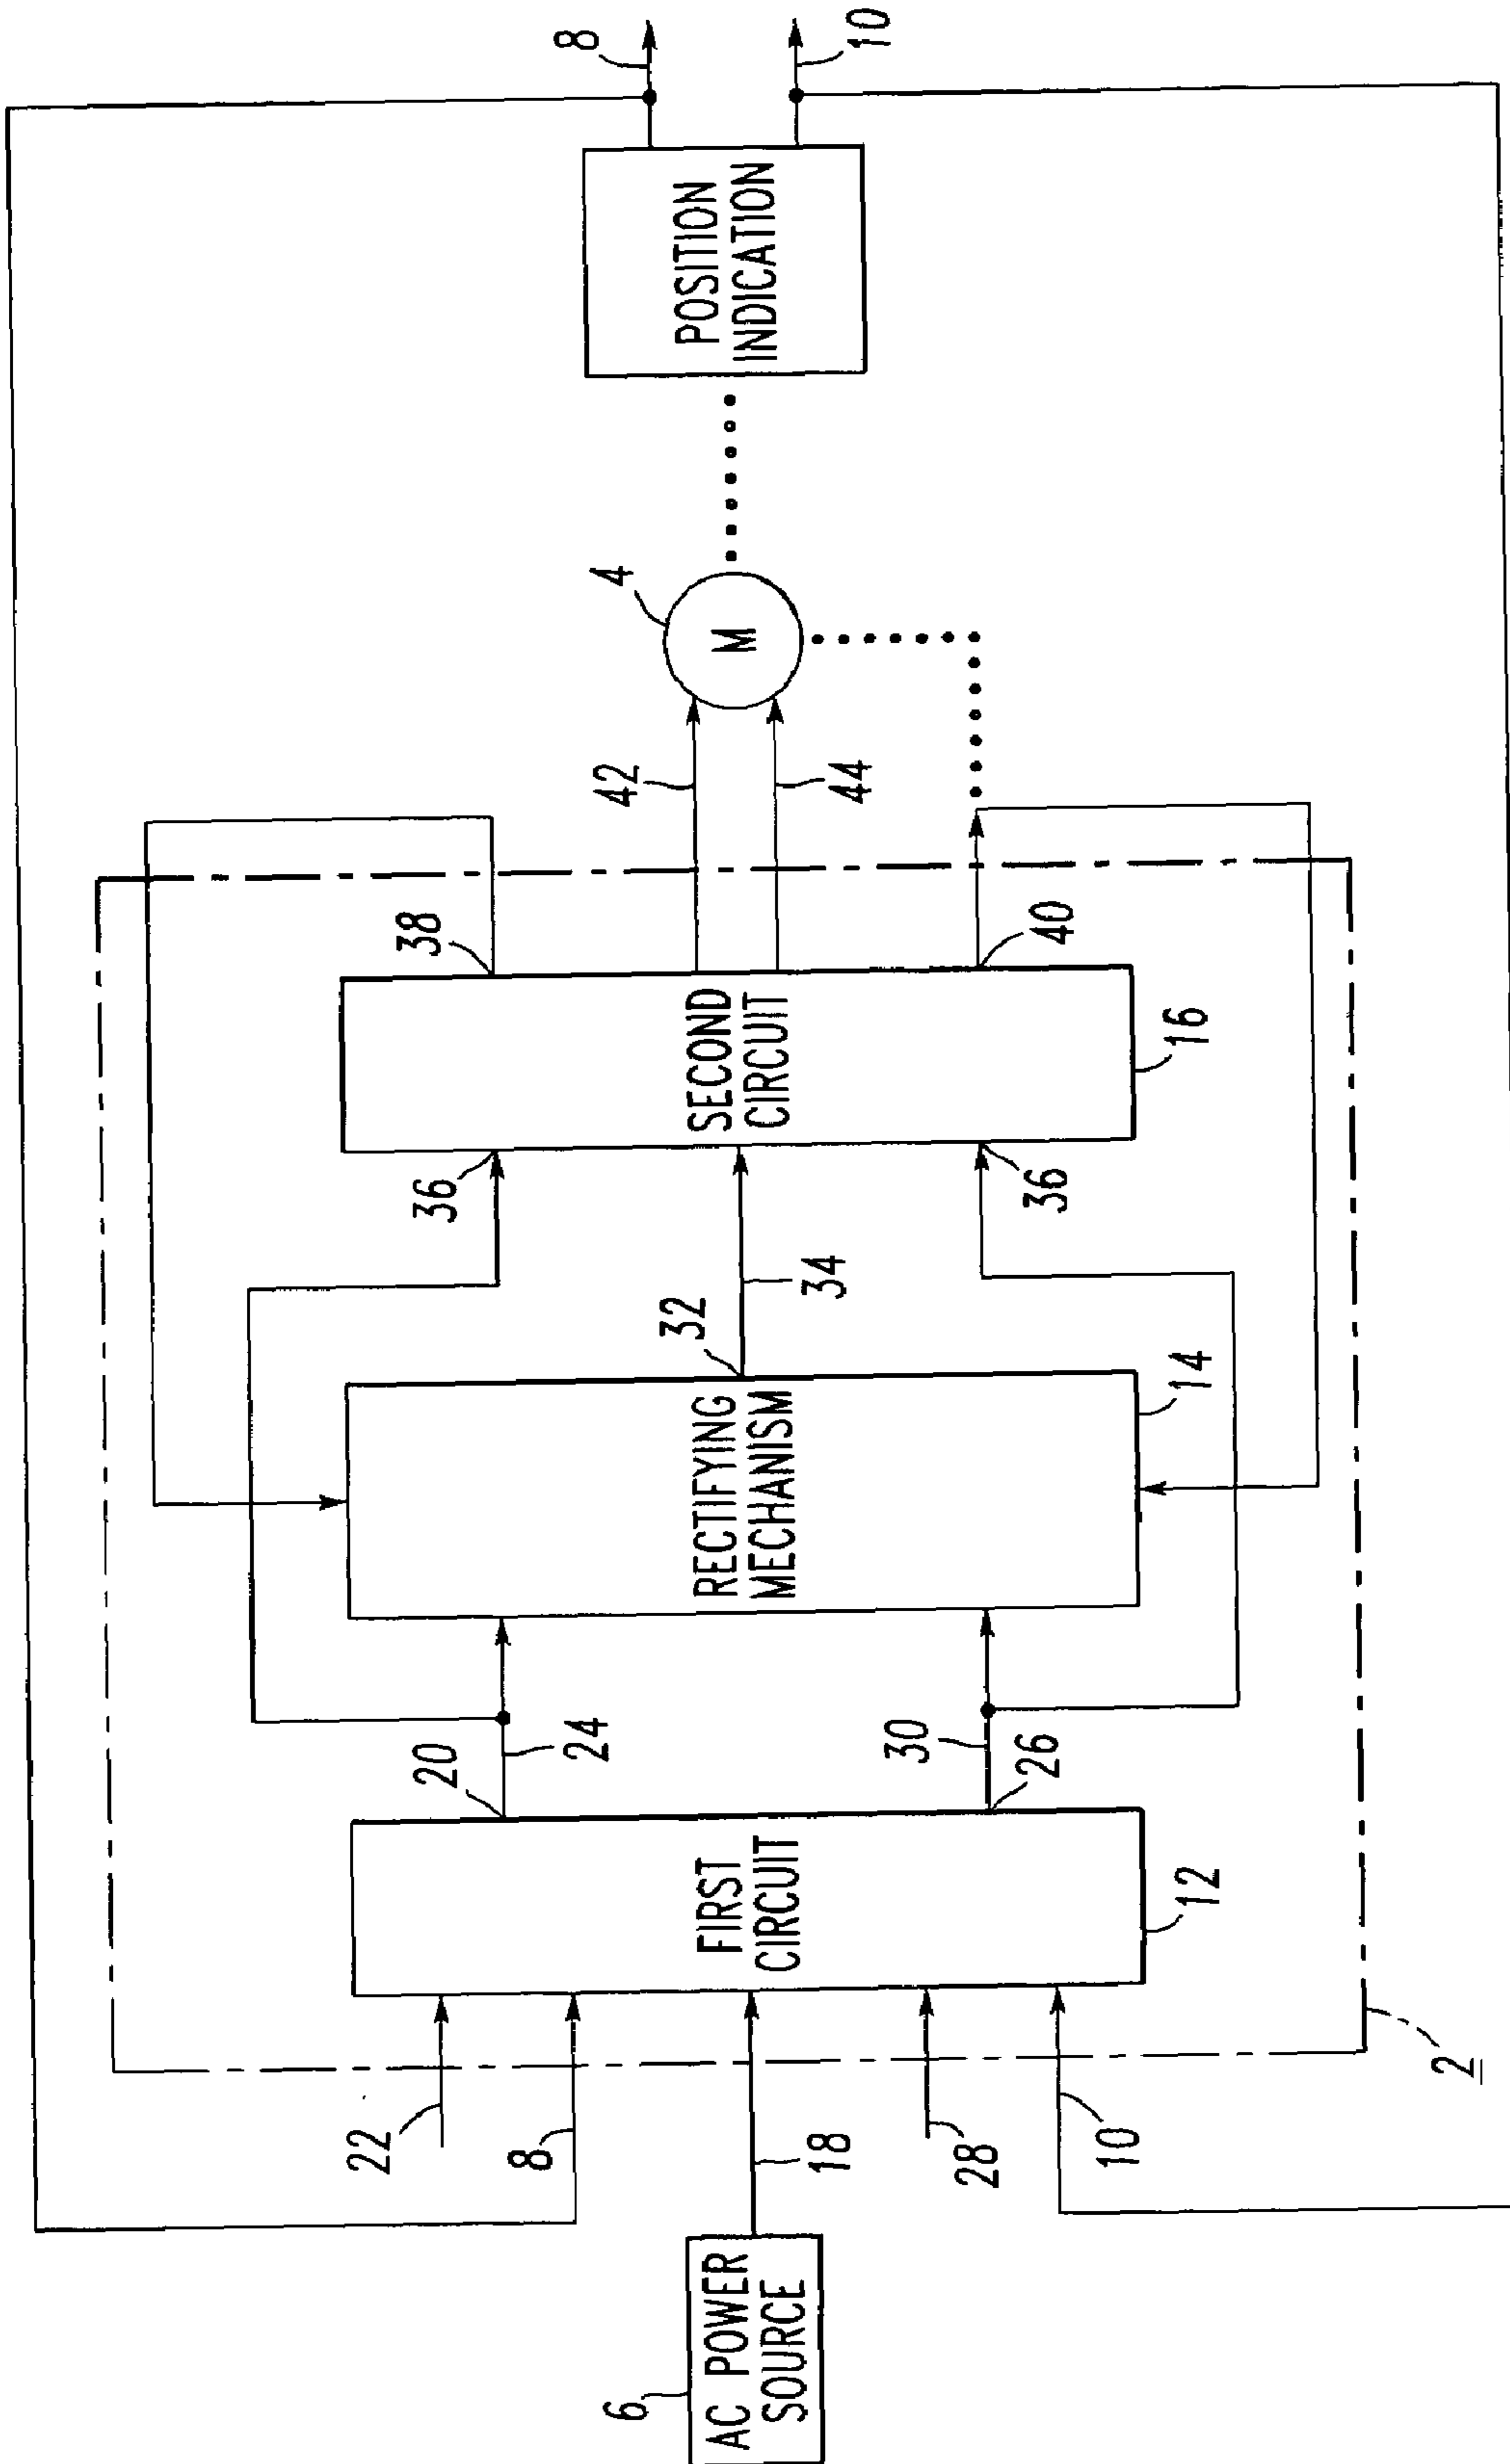 6
AC POWER
SOURCE
18
22
8
28
10
2
FIRST
CIRCUIT
12
20
24
30
26
RECTIFYING
MECHANISM
14
32
34
36
36
SECOND
CIRCUIT
16
38
40
42
44
4
M
POSITION
INDICATION
8
10